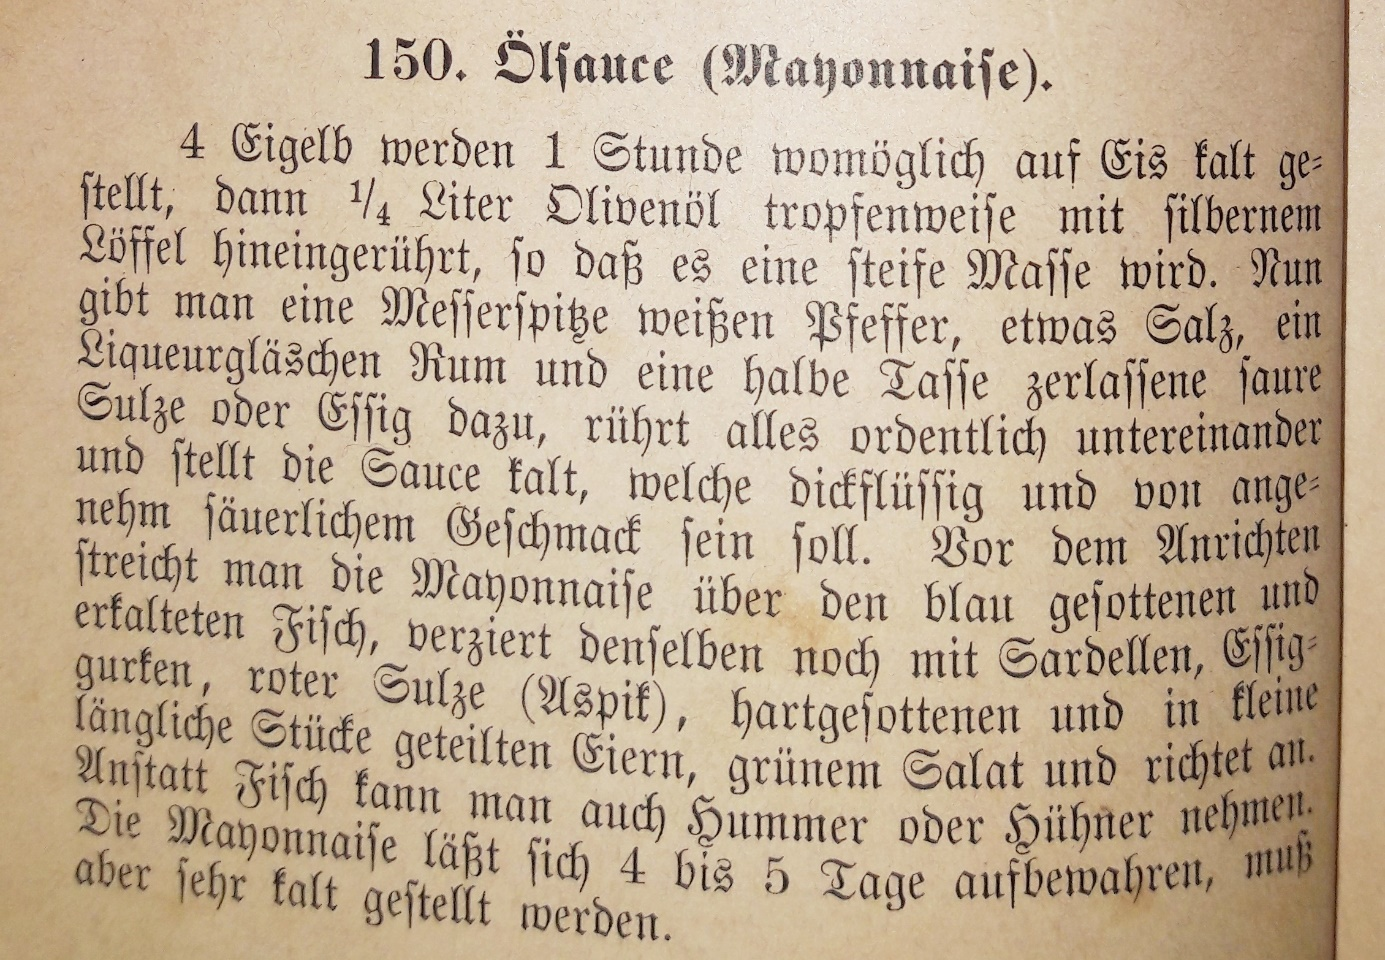 150. Ölsauce (Mayonnaise).
4 Eigelb werden 1 Stunde womöglich auf Eis kalt ge-
stellt, dann 1/4 Liter Olivenöl tropfenweise mit silbernem
Löffel hineingerührt, so daß es eine steife Masse wird. Nun
gibt man eine Messerspitze weißen Pfeffer, etwas Salz, ein
Liqueurgläschen Rum und eine halbe Tasse zerlassene saure
Sulze oder Essig dazu, rührt alles ordentlich untereinander
und stellt die Sauce kalt, welche dickflüssig und von ange-
nehm säuerlichem Geschmack sein soll. Vor dem Anrichten
streicht man die Mayonnaise über den blau gesottenen und
erkalteten Fisch, verziert denselben noch mit Sardellen, Essig-
gurken, roter Sulze (Aspik), hartgesottenen und in kleine
längliche Stücke geteilten Eiern, grünem Salat und richtet an.
Anstatt Fisch kann man auch Hummer oder Hühner nehmen.
Die Mayonnaise läßt sich 4 bis 5 Tage aufbewahren, muß
aber sehr kalt gestellt werden.